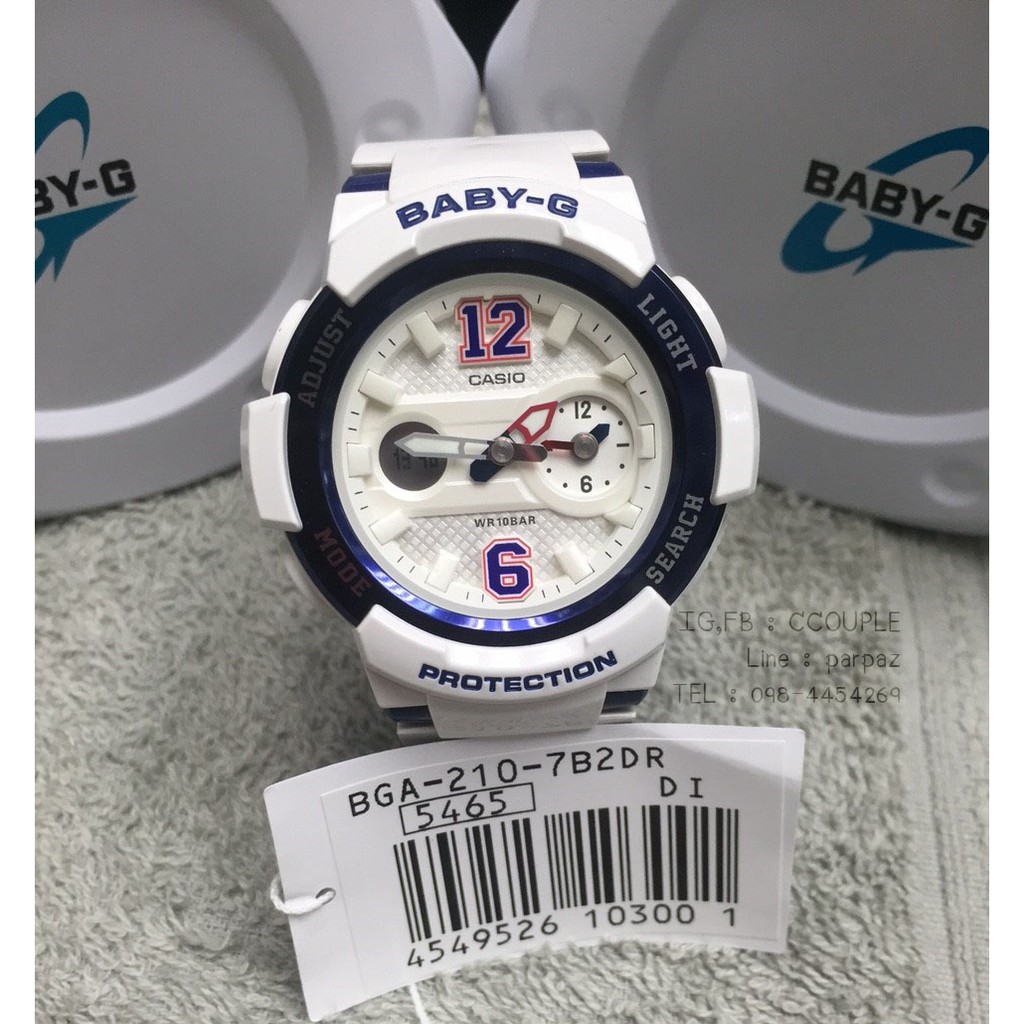 BABY-G
BABY-G
ADJUST
LIGHT
12
CASIO
12
6
WR10BAR
6
MODE
SEARCH
PROTECTION
IG,FB : CCOUPLE
Line : parpaz
TEL : 098-4454269
BGA-210-7B2DR
5465 DI
4549526 10300 1